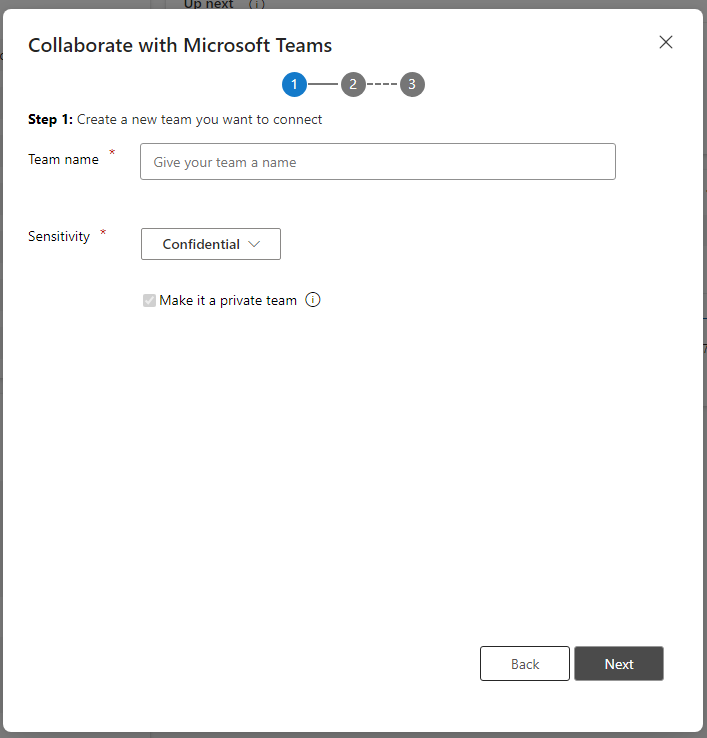 Up next
Collaborate with Microsoft Teams
1 2 3
Step 1: Create a new team you want to connect
Team name *
Give your team a name
Sensitivity *
Confidential
Make it a private team
Back Next